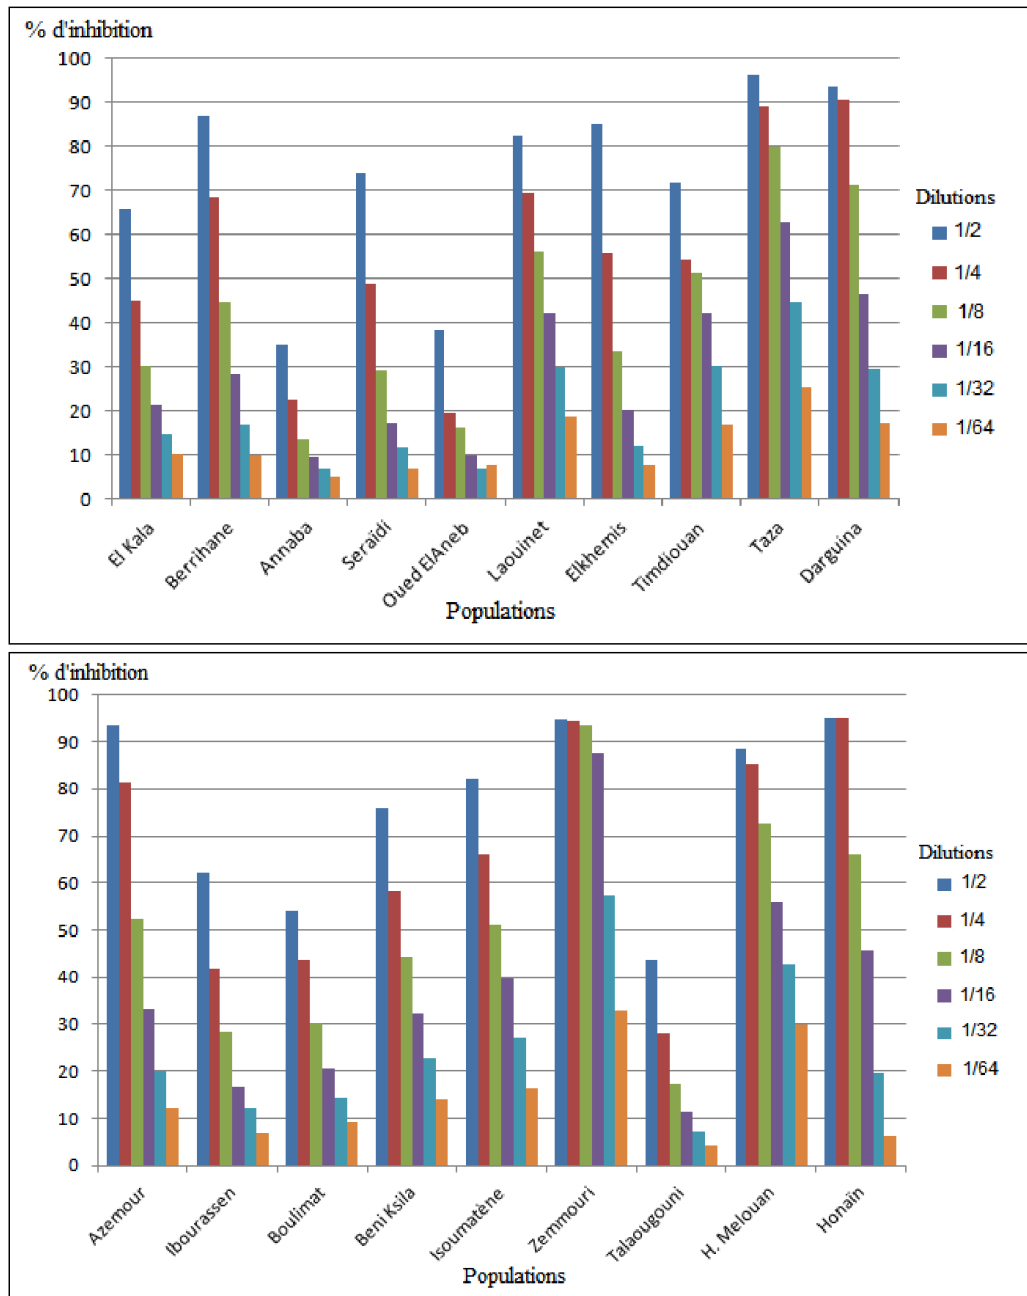 % d'inhibition
100
90
80
70
60
50
40
30
20
10
0
El Kala
Berrihane
Annaba
Seraïdi
Oued ElAneb
Laouinet
Elkhemis
Timdiouan
Taza
Darguina
Populations
Dilutions
1/2
1/4
1/8
1/16
1/32
1/64
% d'inhibition
100
90
80
70
60
50
40
30
20
10
0
Azemour
Ibourassen
Boulimat
Beni Ksila
Isoumatène
Zemmouri
Talaougouni
H. Melouan
Honaïn
Populations
Dilutions
1/2
1/4
1/8
1/16
1/32
1/64